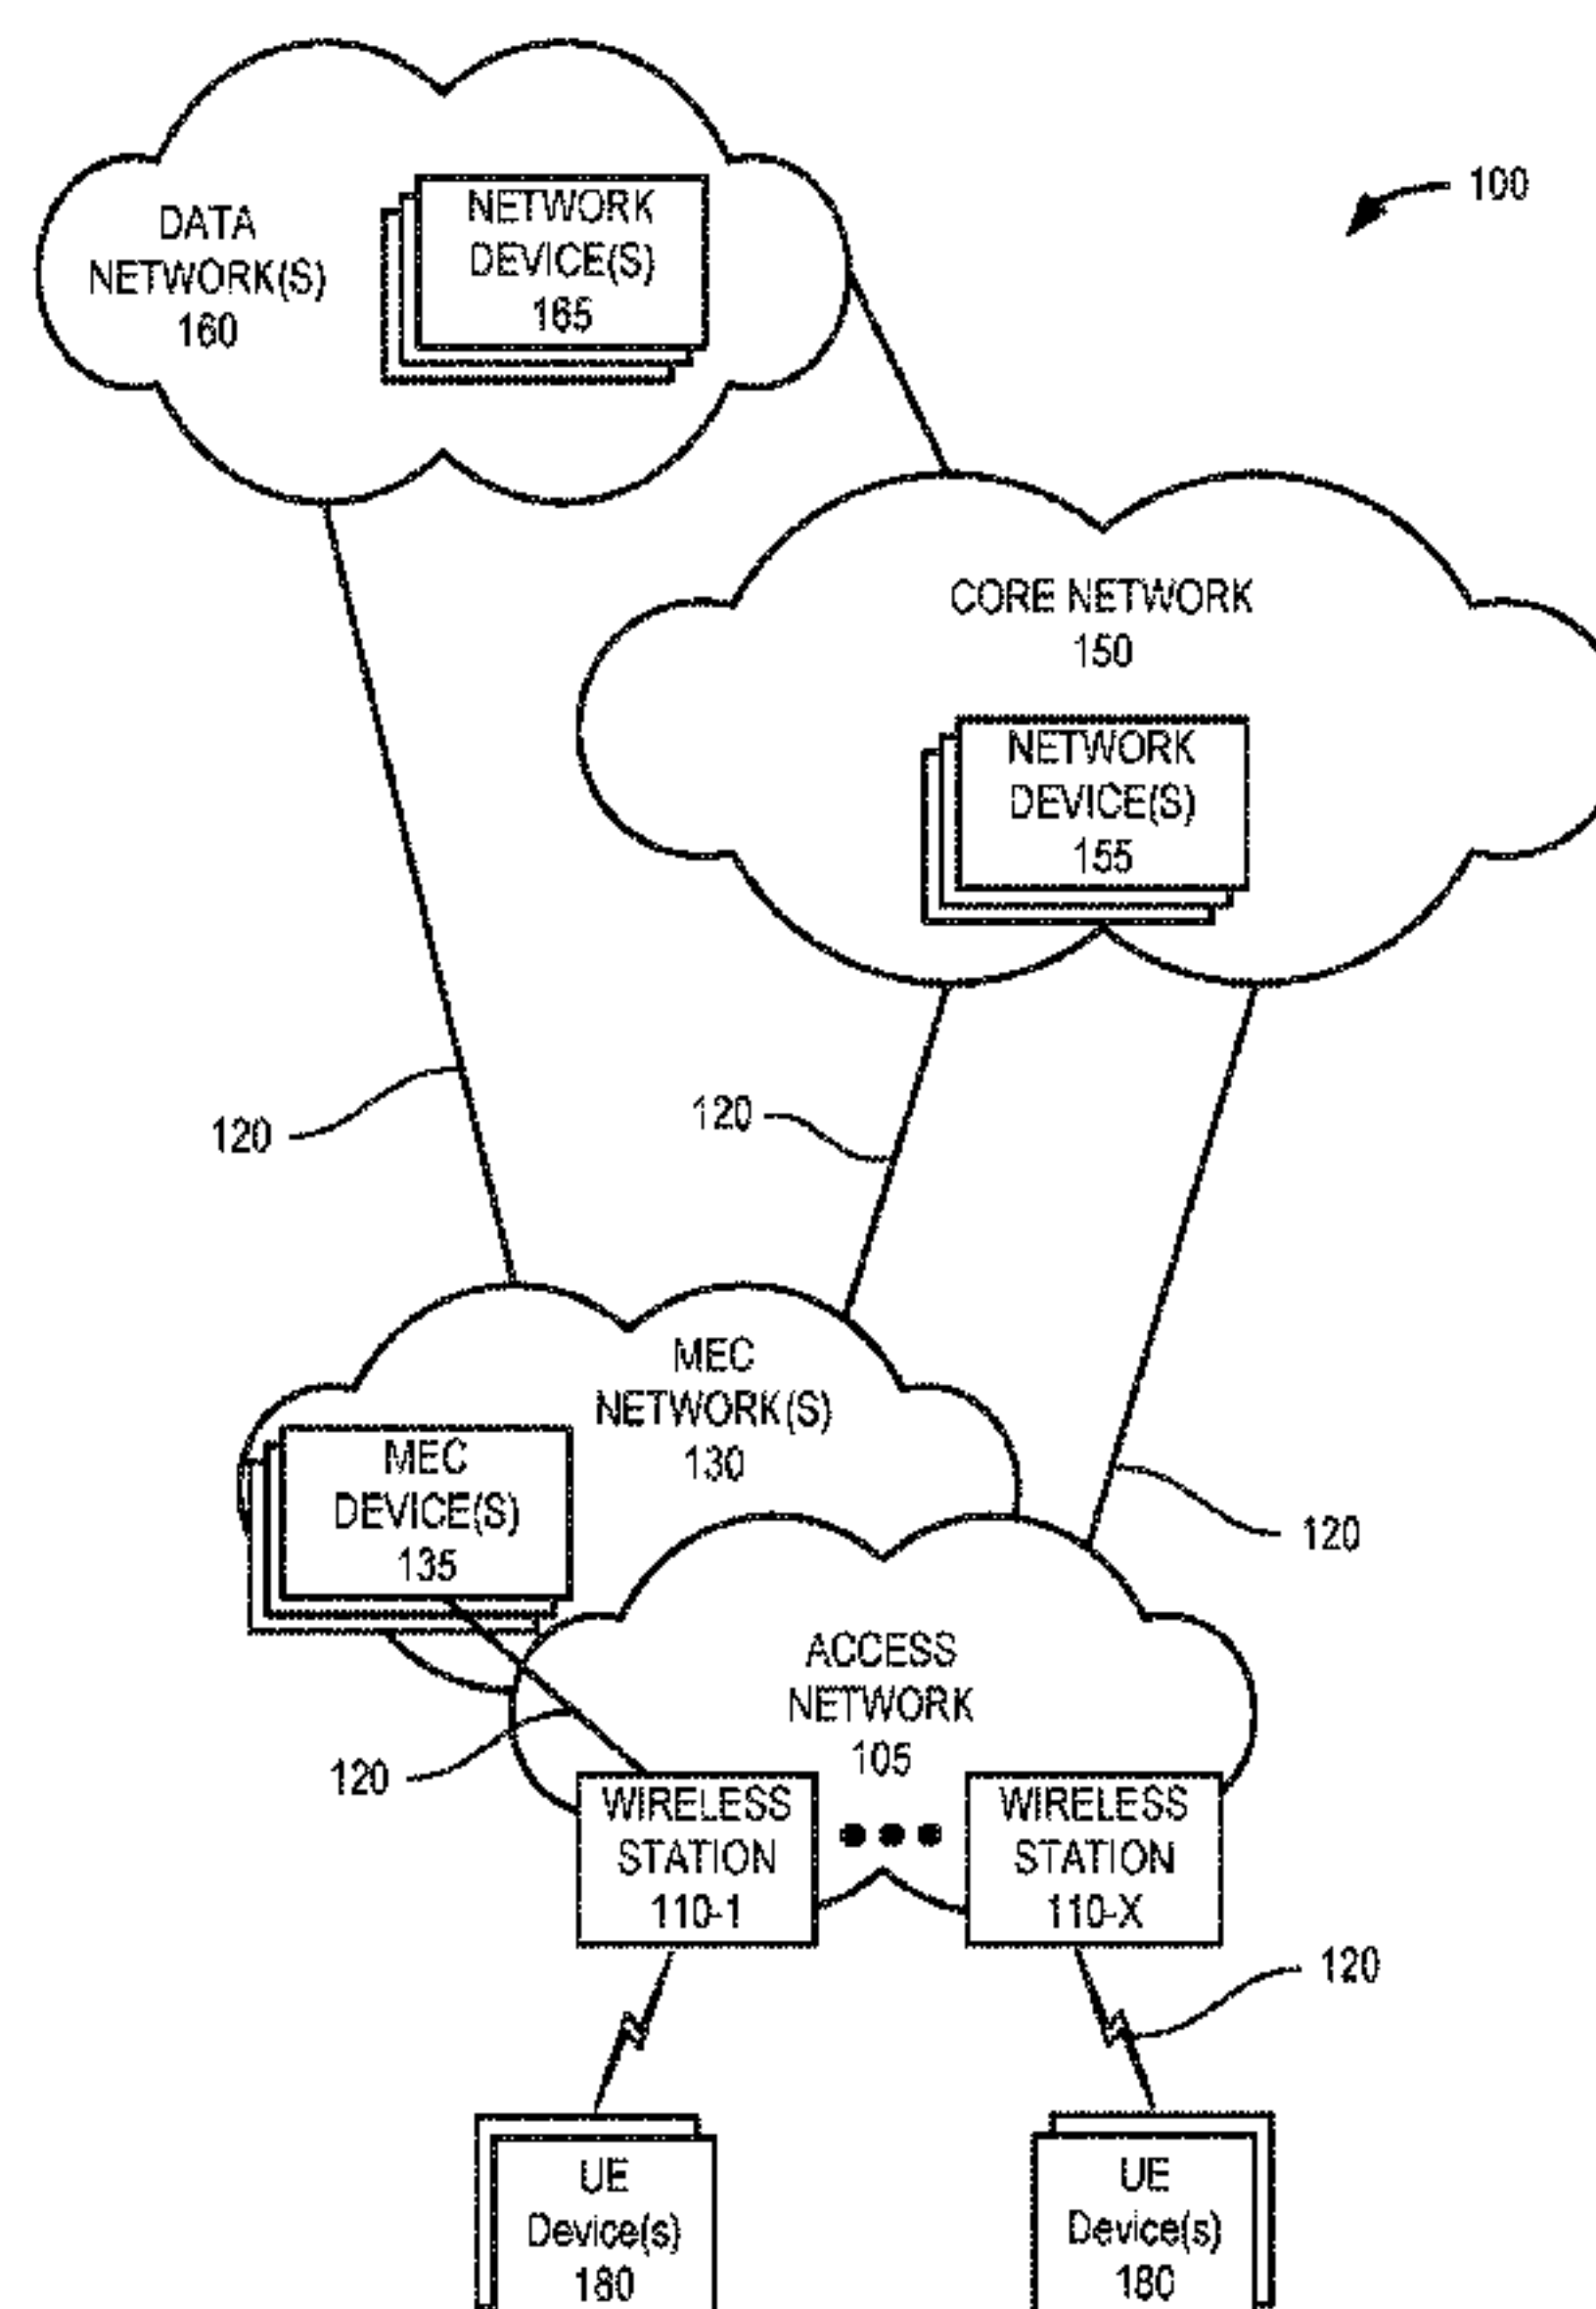 100
DATA
NETWORK(S)
160
NETWORK
DEVICE(S)
165
CORE NETWORK
150
NETWORK
DEVICE(S)
155
120
120
MEC
NETWORK(S)
130
MEC
DEVICE(S)
135
120
ACCESS
NETWORK
105
120
WIRELESS
STATION
110-1
WIRELESS
STATION
110-X
120
UE
Device(s)
180
UE
Device(s)
180